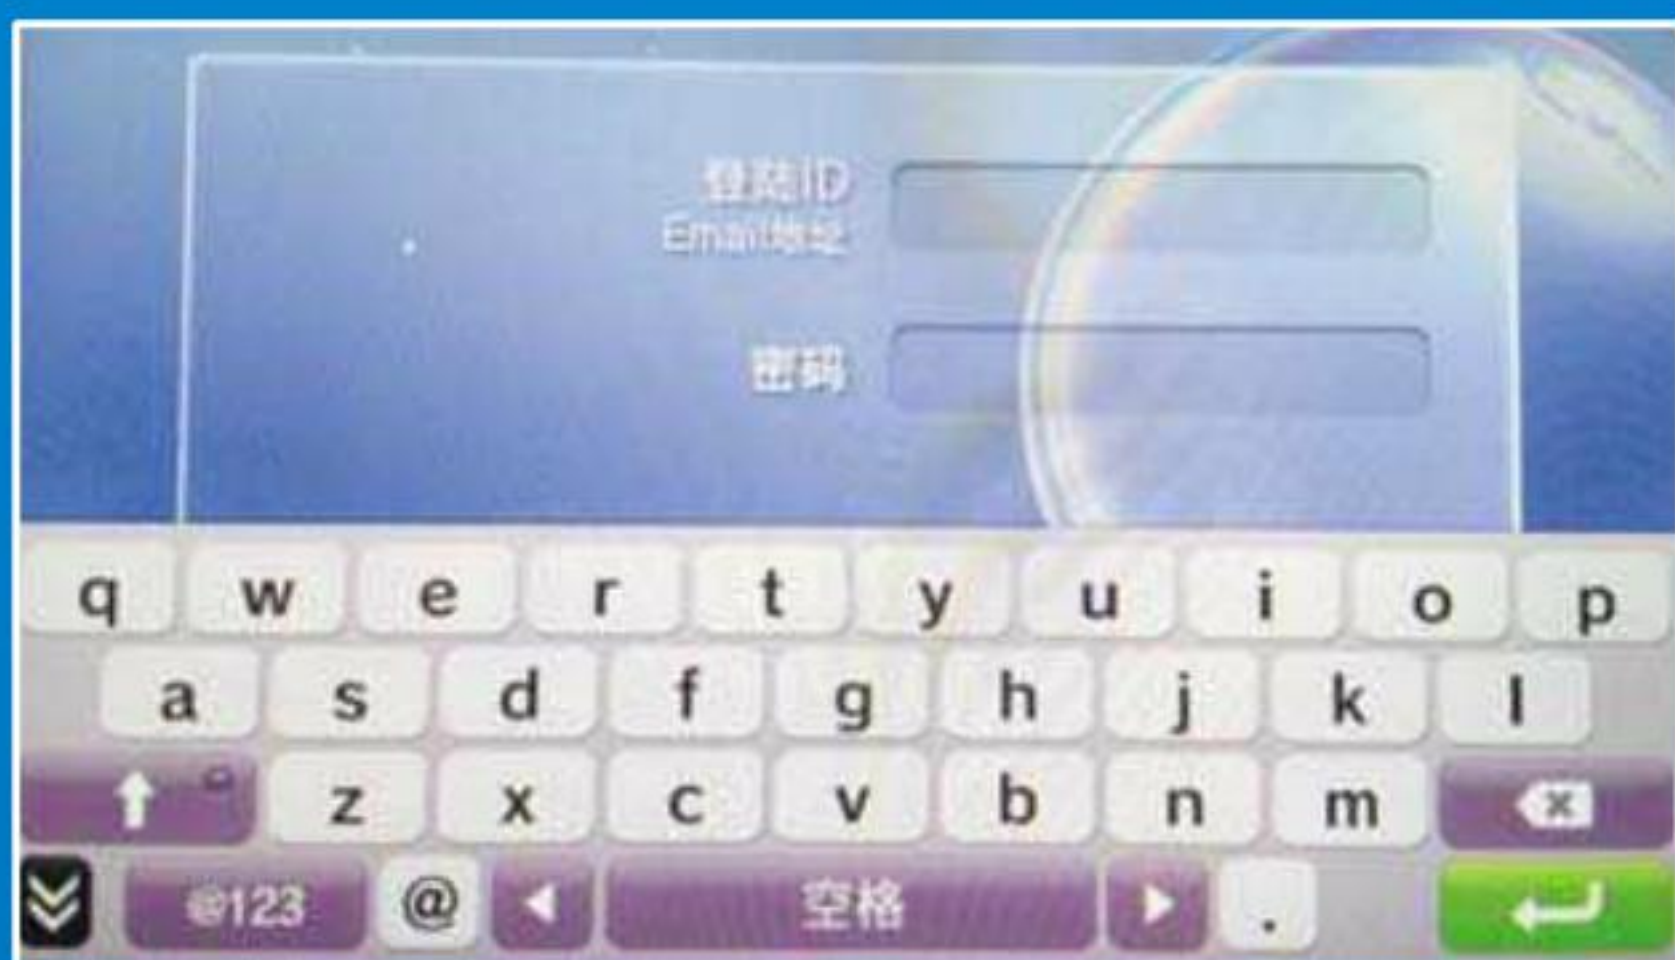 登陆ID
Email地址
密码
q w e r t y u i o p
a s d f g h j k l
z x c v b n m
@123 @ 空格 .